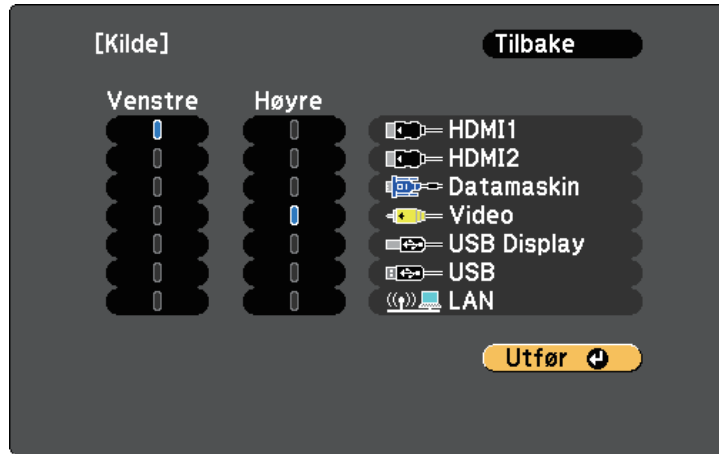 [Kilde] Tilbake
Venstre Høyre
HDMI1
HDMI2
Datamaskin
Video
USB Display
USB
LAN
Utfør